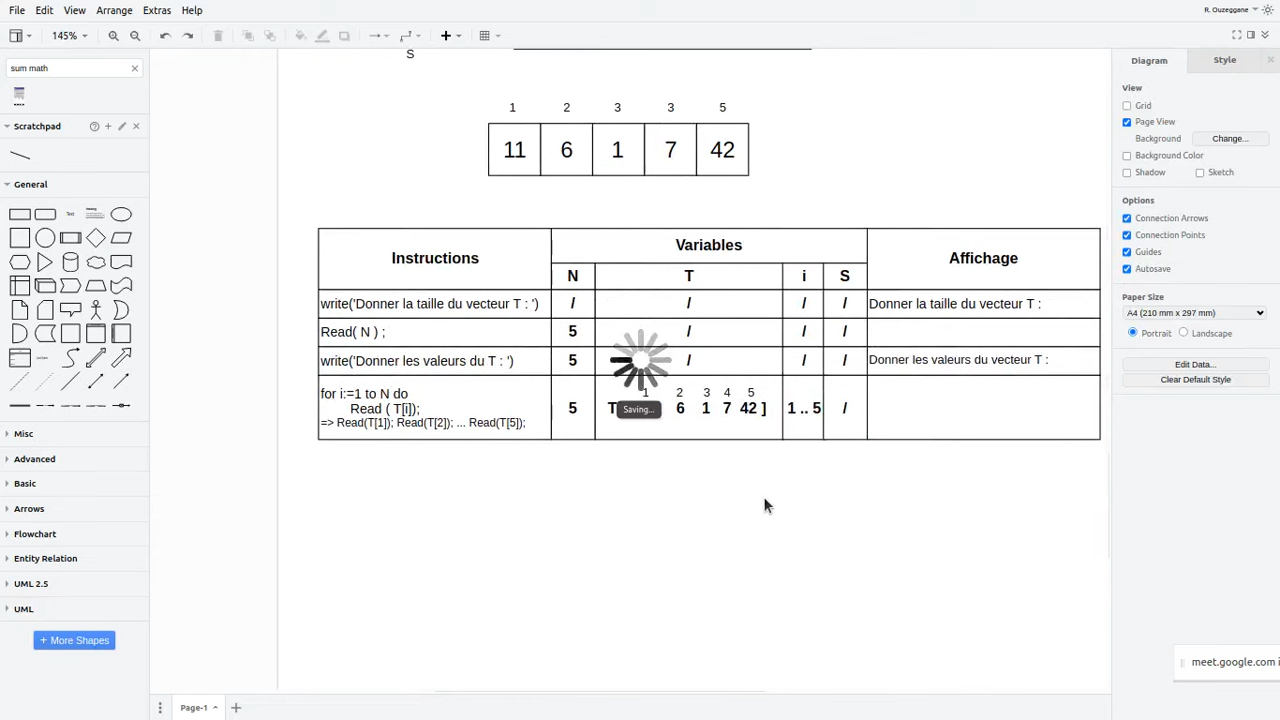 File Edit View Arrange Extras Help
R. Ouzeggane
145%
sum math
Scratchpad
General
Misc
Advanced
Basic
Arrows
Flowchart
Entity Relation
UML 2.5
UML
+ More Shapes
S
1 2 3 3 5
11 6 1 7 42
Instructions Variables Affichage
N T i S
write('Donner la taille du vecteur T : ') / / / / Donner la taille du vecteur T :
Read( N ) ; 5 / / /
write('Donner les valeurs du T : ') 5 / / / Donner les valeurs du vecteur T :
for i:=1 to N do
Read ( T[i]);
=> Read(T[1]); Read(T[2]); ... Read(T[5]);
1 2 3 4 5
5 T 6 1 7 42 ] 1 .. 5 /
Saving...
Page-1
Diagram Style
View
Grid
Page View
Background Change...
Background Color
Shadow Sketch
Options
Connection Arrows
Connection Points
Guides
Autosave
Paper Size
A4 (210 mm x 297 mm)
Portrait Landscape
Edit Data...
Clear Default Style
meet.google.com i